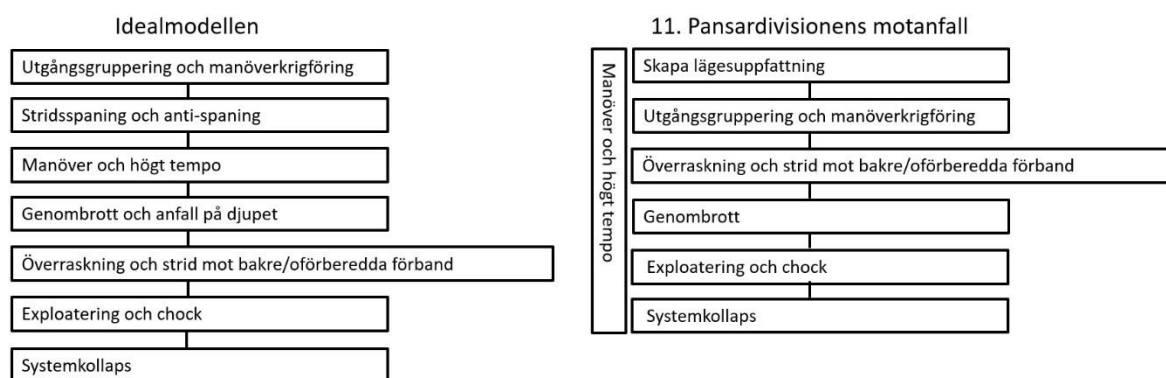 Idealmodellen
Utgångsgruppering och manöverkrigföring
Stridsspaning och anti-spaning
Manöver och högt tempo
Genombrott och anfall på djupet
Överraskning och strid mot bakre/oförberedda förband
Exploatering och chock
Systemkollaps
11. Pansardivisionens motanfall
Manöver och högt tempo
Skapa lägesuppfattning
Utgångsgruppering och manöverkrigföring
Överraskning och strid mot bakre/oförberedda förband
Genombrott
Exploatering och chock
Systemkollaps